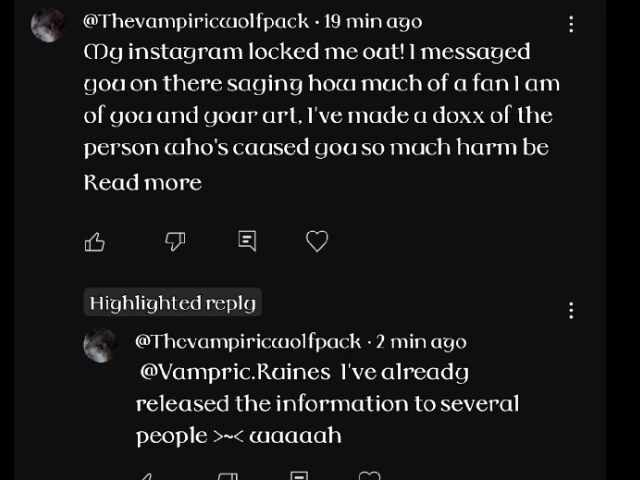 @Thevampiricwolfpack · 19 min ago
My instagram locked me out! I messaged
you on there saying how much of a fan I am
of you and your art, I've made a doxx of the
person who's caused you so much harm be
Read more
Highlighted reply
@Thevampiricwolfpack · 2 min ago
@Vampric.Ruines I've already
released the information to several
people >~< waaaah